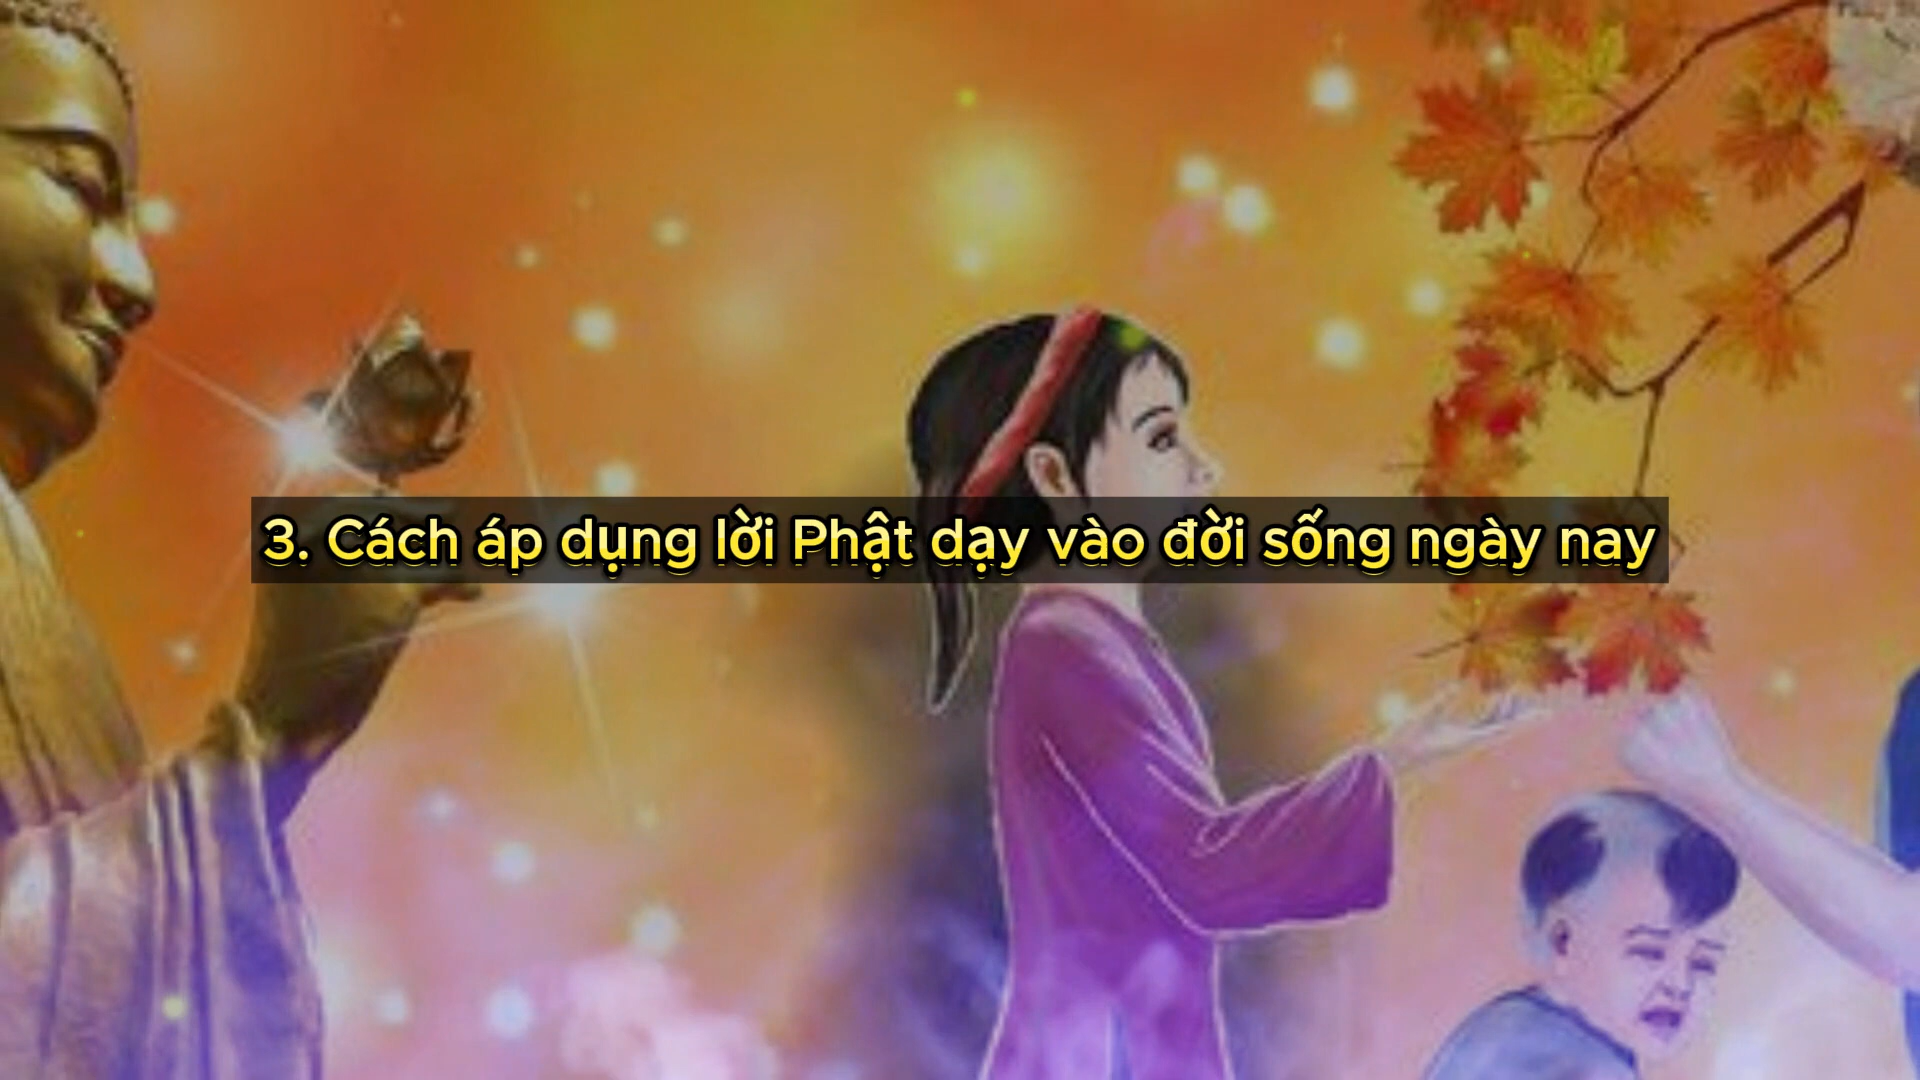 3. Cách áp dụng lời Phật dạy vào đời sống ngày nay